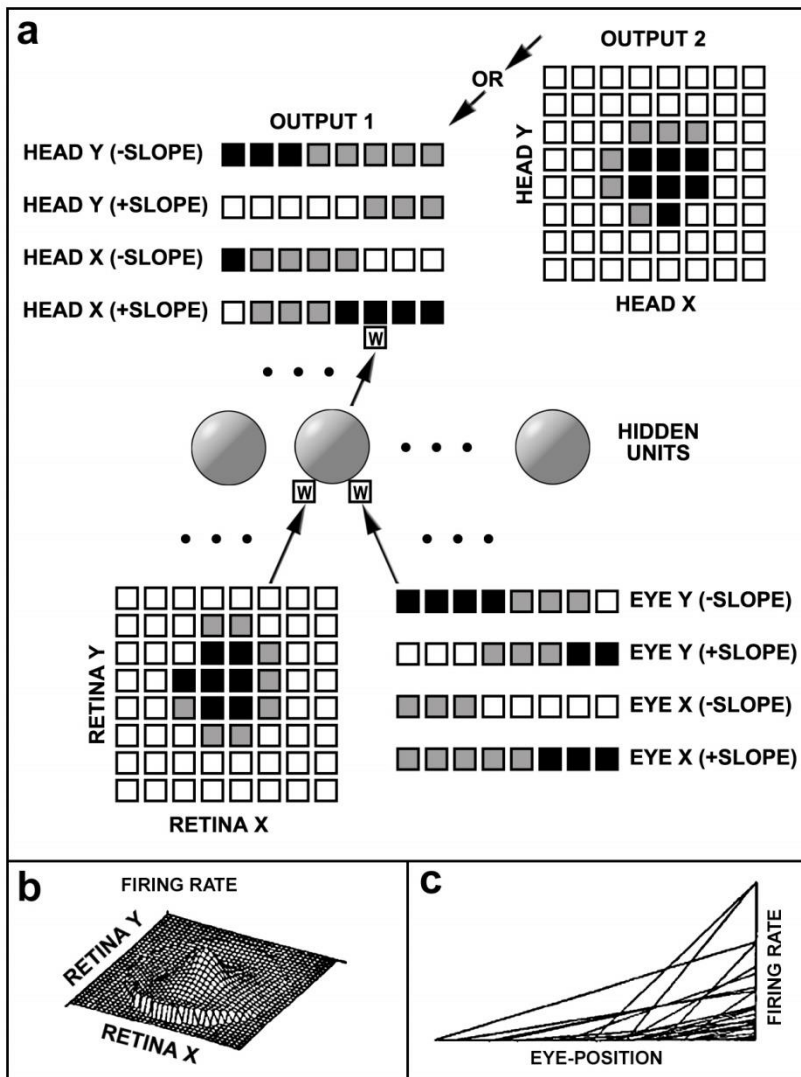 a
OUTPUT 2
OR
HEAD Y
HEAD X
OUTPUT 1
HEAD Y (-SLOPE)
HEAD Y (+SLOPE)
HEAD X (-SLOPE)
HEAD X (+SLOPE)
W
HIDDEN
UNITS
W
W
RETINA Y
RETINA X
EYE Y (-SLOPE)
EYE Y (+SLOPE)
EYE X (-SLOPE)
EYE X (+SLOPE)
b
FIRING RATE
RETINA Y
RETINA X
c
FIRING RATE
EYE-POSITION